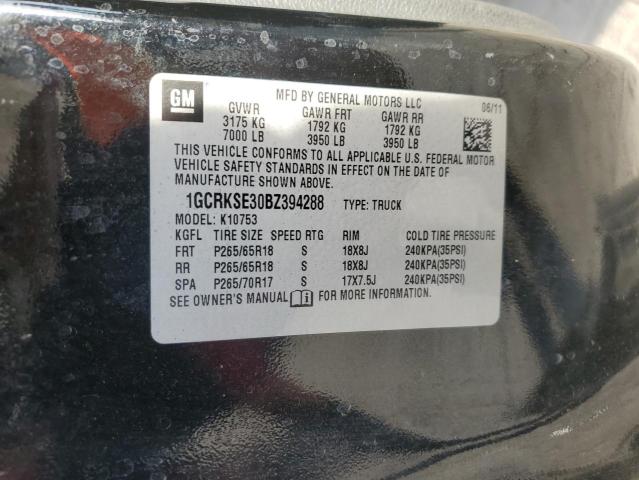 GM
MFD BY GENERAL MOTORS LLC
06/11
GVWR GAWR FRT GAWR RR
3175 KG 1792 KG 1792 KG
7000 LB 3950 LB 3950 LB
THIS VEHICLE CONFORMS TO ALL APPLICABLE U.S. FEDERAL MOTOR
VEHICLE SAFETY STANDARDS IN EFFECT ON THE DATE OF
MANUFACTURE SHOWN ABOVE.
1GCRKSE30BZ394288 TYPE: TRUCK
MODEL: K10753
KGFL TIRE SIZE SPEED RTG RIM COLD TIRE PRESSURE
FRT P265/65R18 S 18X8J 240KPA(35PSI)
RR P265/65R18 S 18X8J 240KPA(35PSI)
SPA P265/70R17 S 17X7.5J 240KPA(35PSI)
SEE OWNER'S MANUAL FOR MORE INFORMATION.